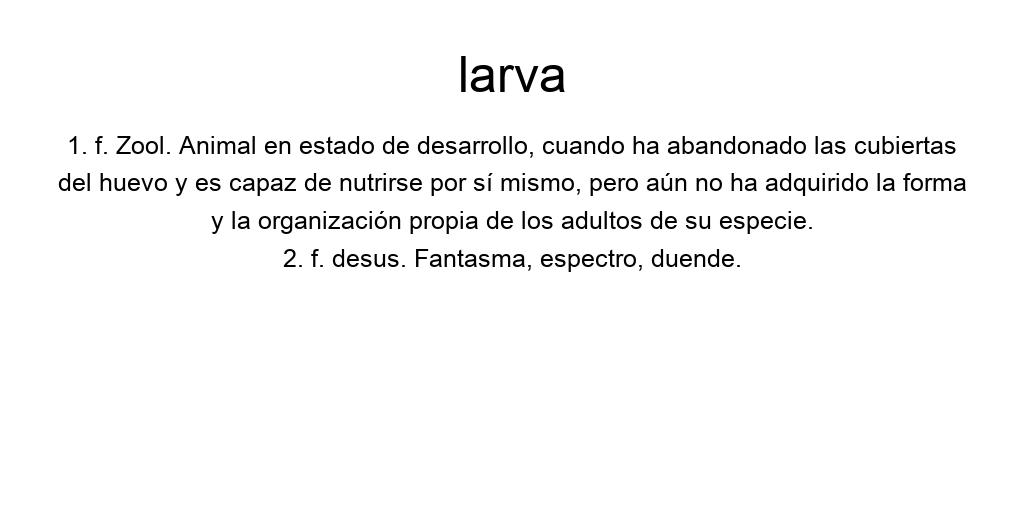 larva
1. f. Zool. Animal en estado de desarrollo, cuando ha abandonado las cubiertas
del huevo y es capaz de nutrirse por sí mismo, pero aún no ha adquirido la forma
y la organización propia de los adultos de su especie.
2. f. desus. Fantasma, espectro, duende.